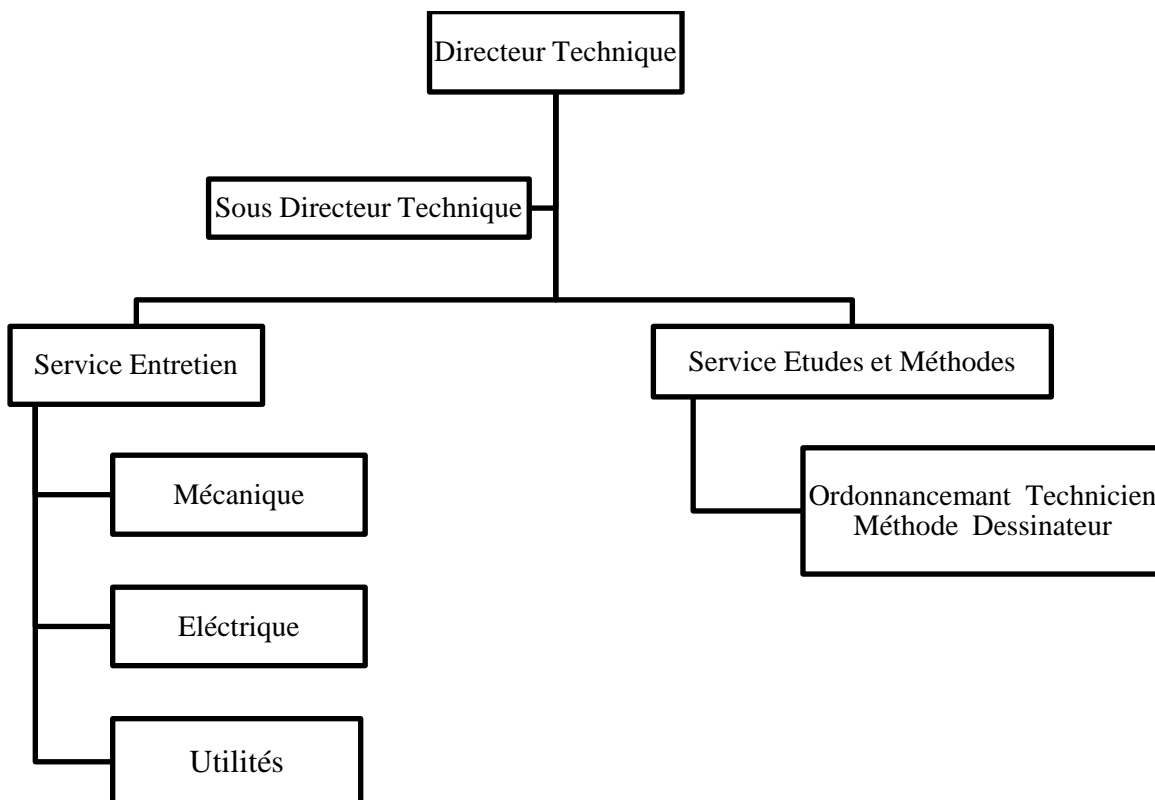 Directeur Technique
Sous Directeur Technique
Service Entretien
Service Etudes et Méthodes
Mécanique
Ordonnancemant Technicien
Méthode Dessinateur
Eléctrique
Utilités